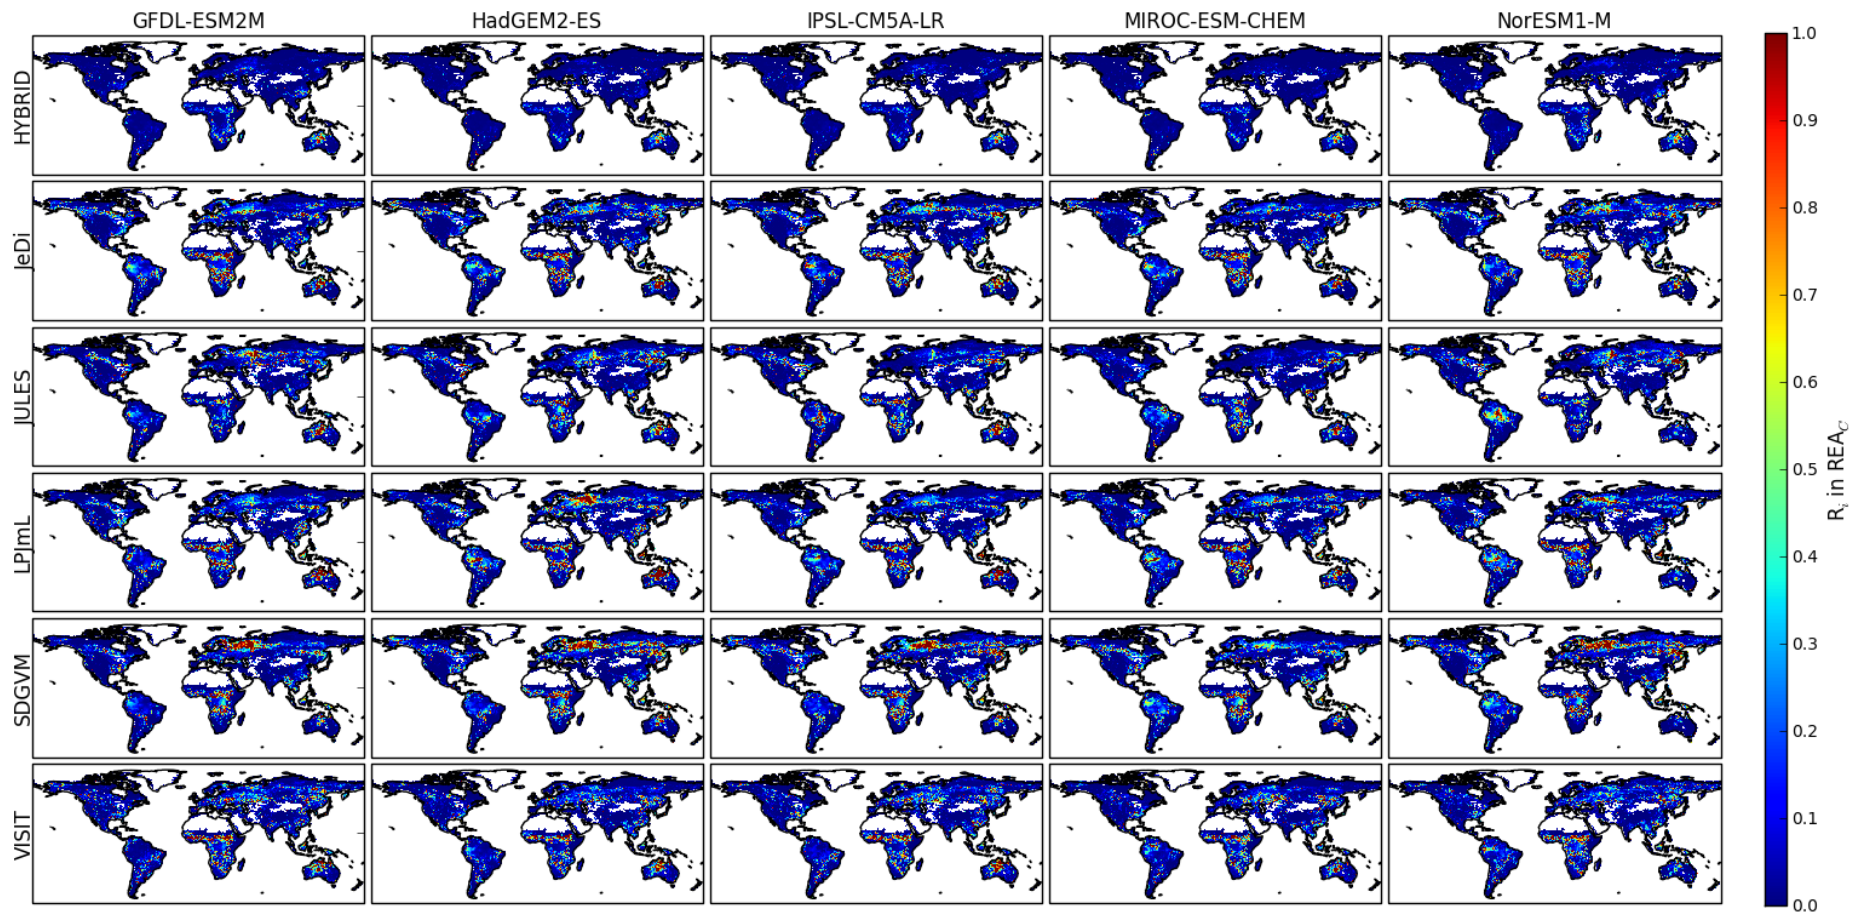 GFDL-ESM2M HadGEM2-ES IPSL-CM5A-LR MIROC-ESM-CHEM NorESM1-M
HYBRID
JeDi
JULES
LPJmL
SDGVM
VISIT
1.0
0.9
0.8
0.7
0.6
0.5
0.4
0.3
0.2
0.1
0.0
R_i in REA_C